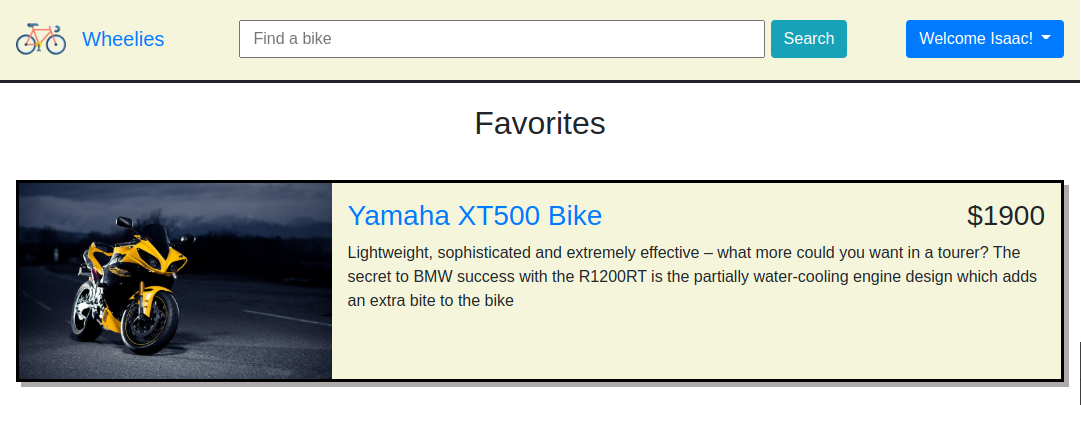 Wheelies
Find a bike
Search
Welcome Isaac!
Favorites
Yamaha XT500 Bike
$1900
Lightweight, sophisticated and extremely effective – what more could you want in a tourer? The
secret to BMW success with the R1200RT is the partially water-cooling engine design which adds
an extra bite to the bike